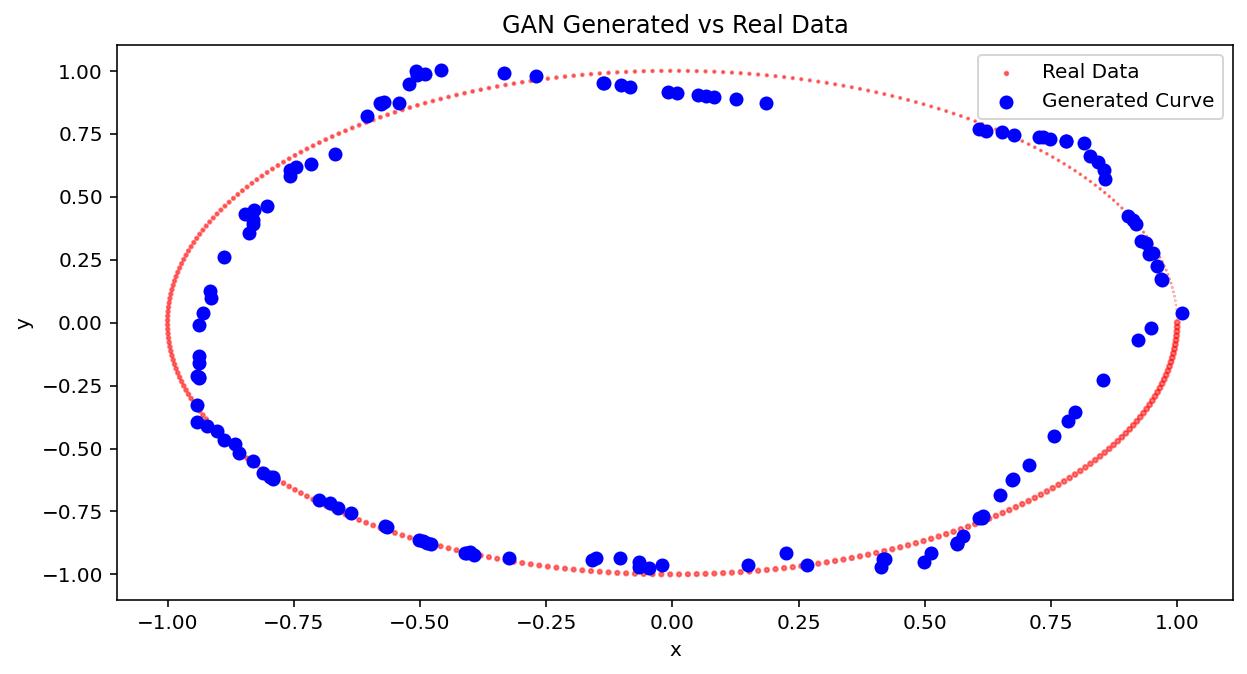 GAN Generated vs Real Data
Real Data
Generated Curve
1.00
0.75
0.50
0.25
0.00
−0.25
−0.50
−0.75
−1.00
y
−1.00 −0.75 −0.50 −0.25 0.00 0.25 0.50 0.75 1.00
x